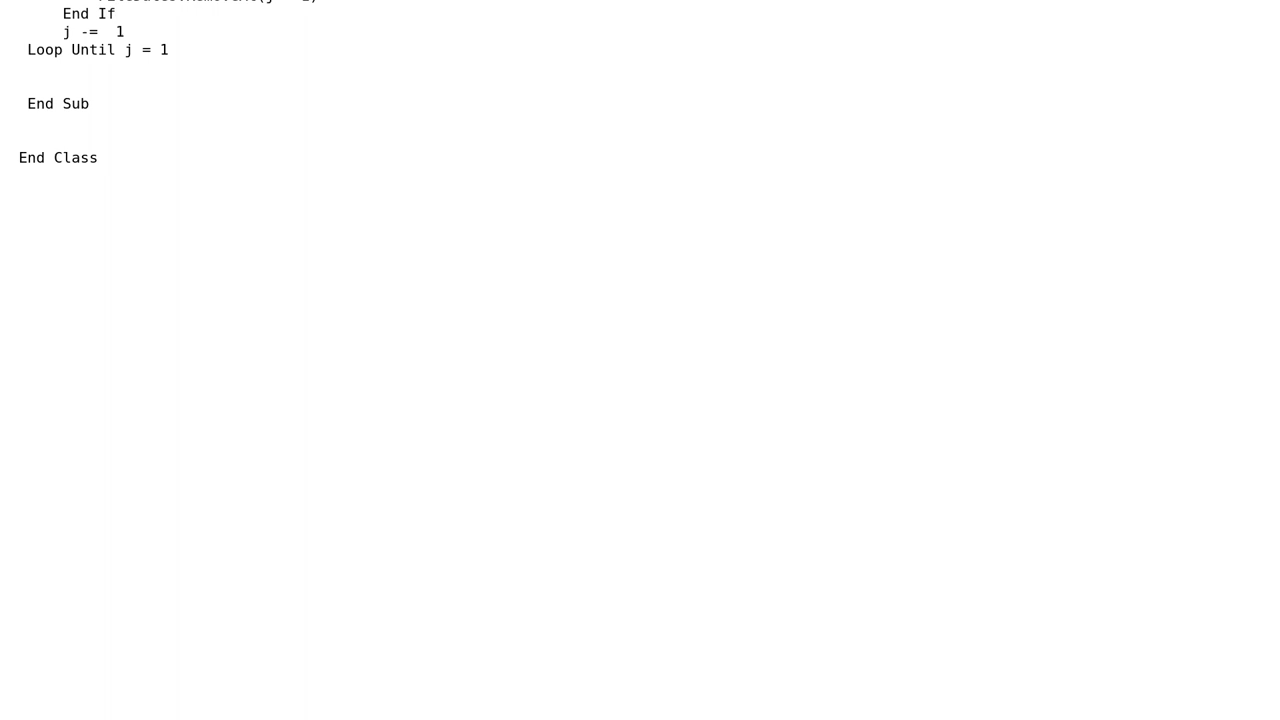 End If
j -=  1
Loop Until j = 1
End Sub
End Class